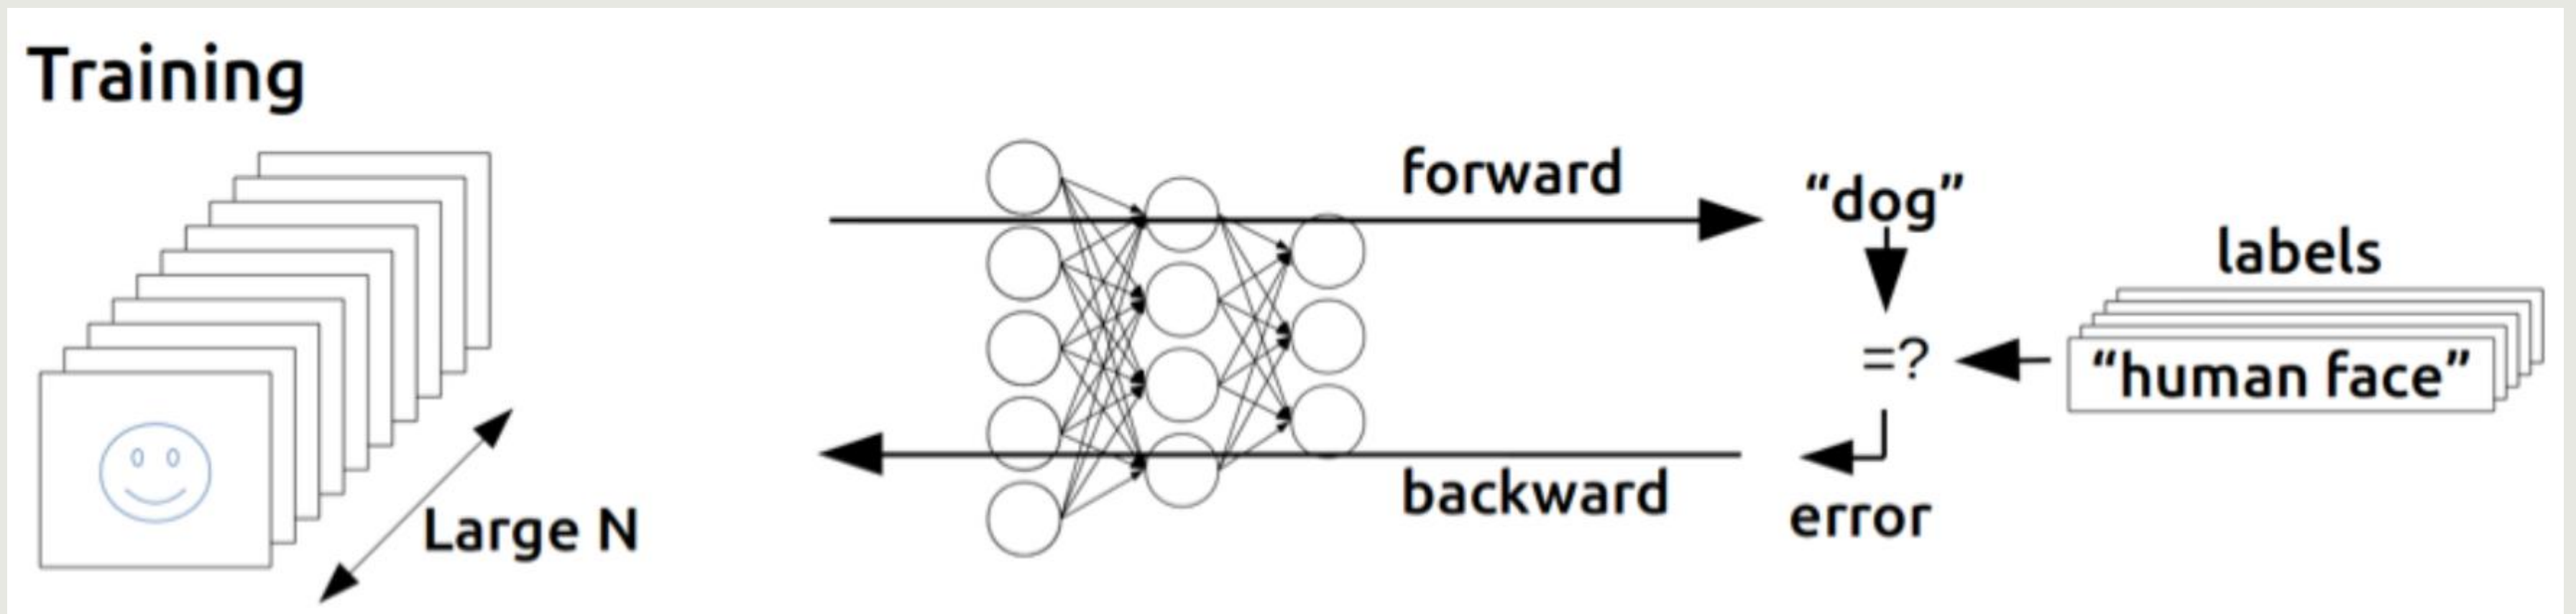 Training
Large N
forward
backward
“dog”
=?
error
labels
“human face”